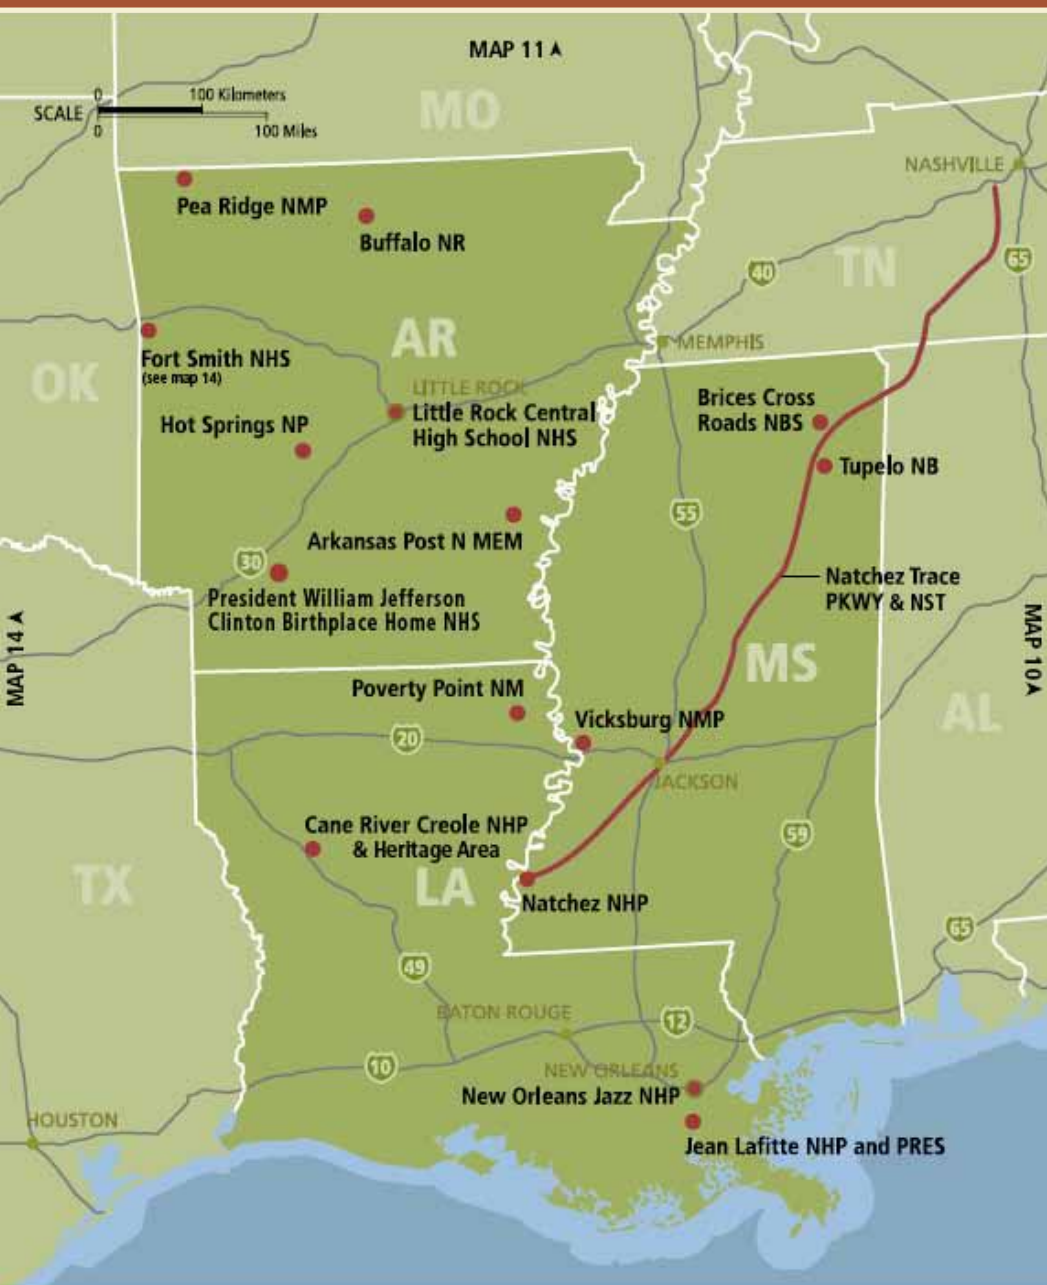 MAP 11
0 100 Kilometers
SCALE
0 100 Miles
MO
NASHVILLE
Pea Ridge NMP
Buffalo NR
65
40
TN
AR
MEMPHIS
Fort Smith NHS
(see map 14)
OK
LITTLE ROCK
Little Rock Central
High School NHS
Brices Cross
Roads NBS
Hot Springs NP
Tupelo NB
55
Arkansas Post N MEM
30
Natchez Trace
PKWY & NST
President William Jefferson
Clinton Birthplace Home NHS
MAP 14
MAP 10
MS
Poverty Point NM
AL
Vicksburg NMP
20
JACKSON
Cane River Creole NHP
& Heritage Area
59
TX
LA
Natchez NHP
65
49
BATON ROUGE
12
10
NEW ORLEANS
New Orleans Jazz NHP
HOUSTON
Jean Lafitte NHP and PRES